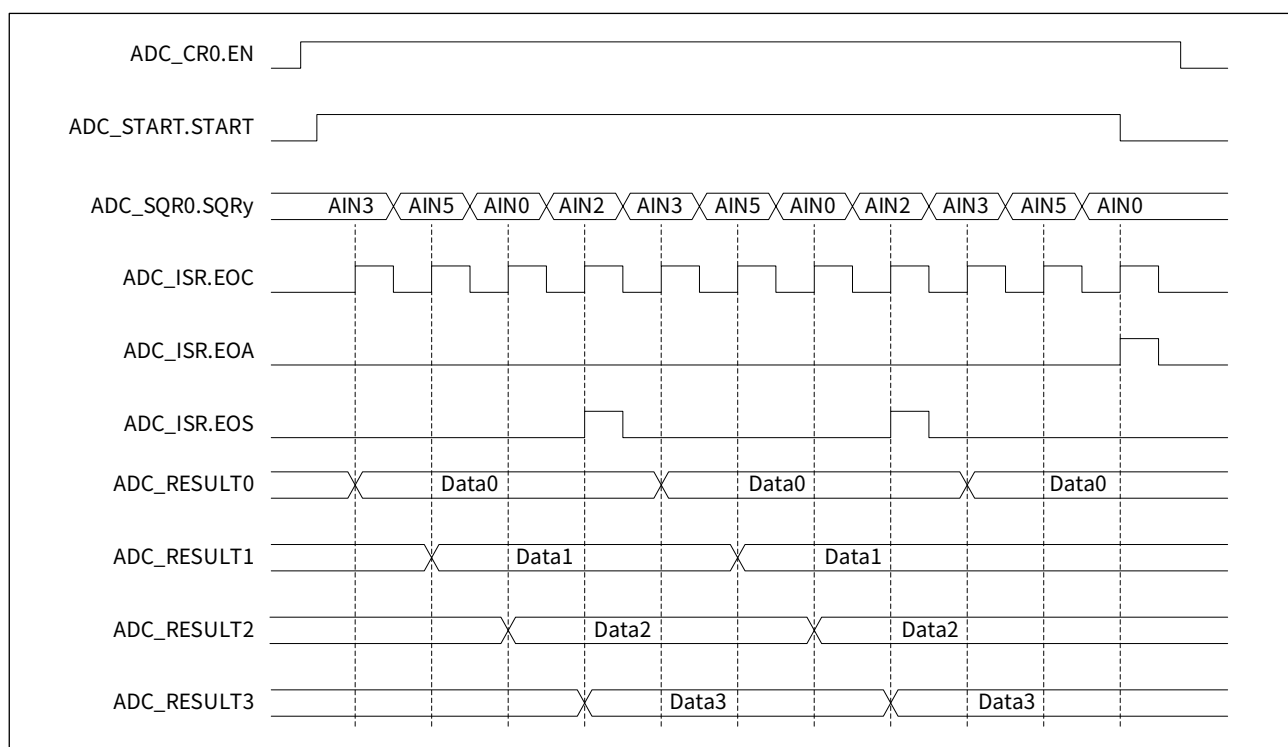 ADC_CR0.EN
ADC_START.START
ADC_SQR0.SQRy AIN3 AIN5 AIN0 AIN2 AIN3 AIN5 AIN0 AIN2 AIN3 AIN5 AIN0
ADC_ISR.EOC
ADC_ISR.EOA
ADC_ISR.EOS
ADC_RESULT0 Data0 Data0 Data0
ADC_RESULT1 Data1 Data1
ADC_RESULT2 Data2 Data2
ADC_RESULT3 Data3 Data3